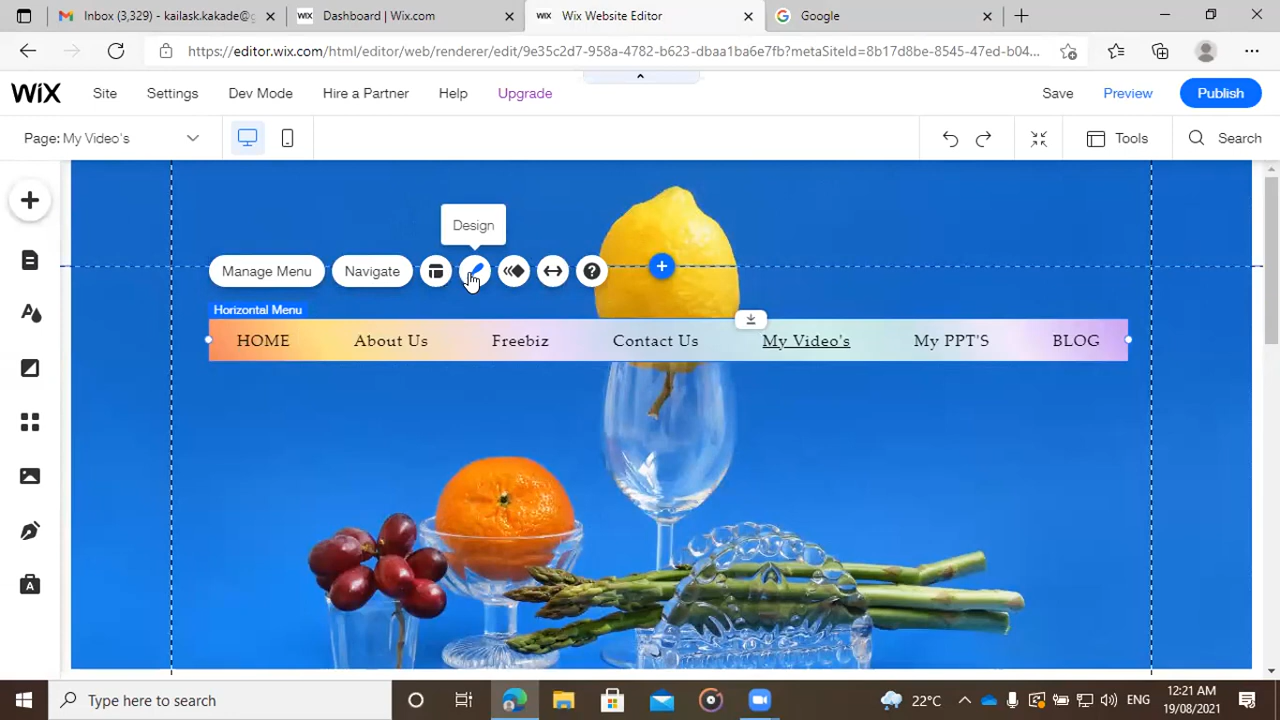 Inbox (3,329) - kailask.kakade@g
WiX Dashboard | Wix.com
WiX Wix Website Editor
Google
https://editor.wix.com/html/editor/web/renderer/edit/9e35c2d7-958a-4782-b623-dbaa1ba6e7fb?metaSiteId=8b17d8be-8545-47ed-b04...
WiX Site Settings Dev Mode Hire a Partner Help Upgrade Save Preview Publish
Page: My Video's Tools Search
Design
Manage Menu Navigate
Horizontal Menu
HOME About Us Freebiz Contact Us My Video's My PPT'S BLOG
Type here to search
22°C ENG
12:21 AM
19/08/2021